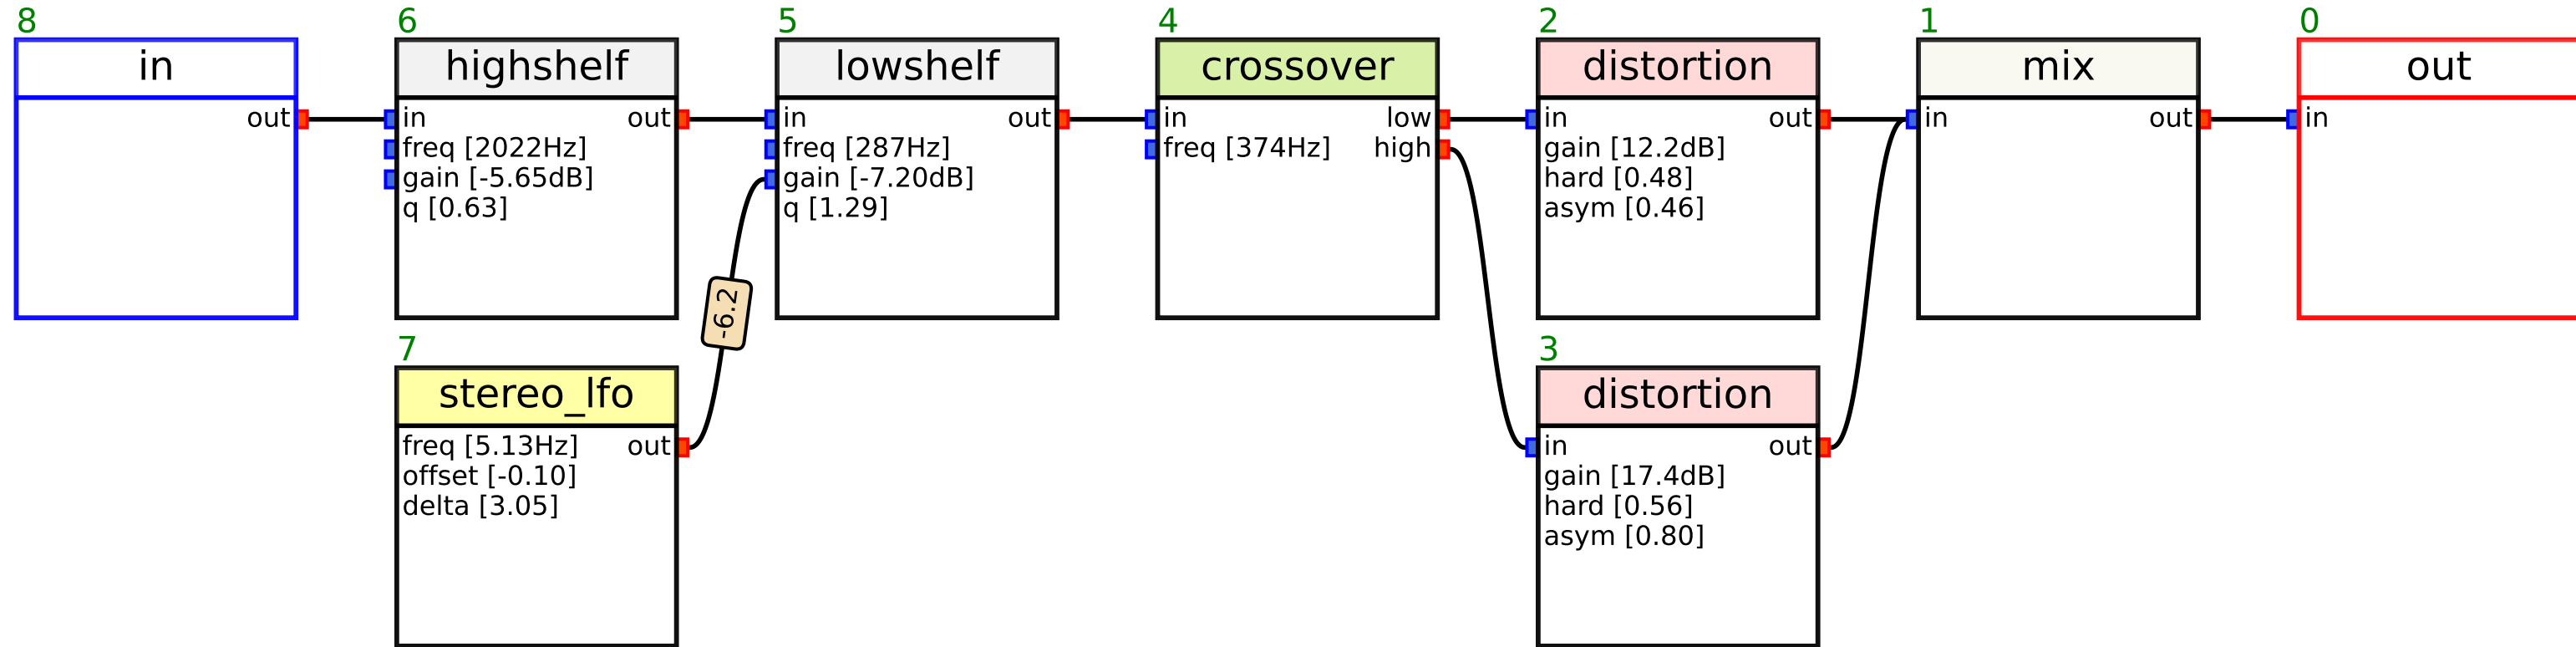 8
in
out
6
highshelf
in out
freq [2022Hz]
gain [-5.65dB]
q [0.63]
5
lowshelf
in out
freq [287Hz]
gain [-7.20dB]
q [1.29]
4
crossover
in low
freq [374Hz] high
2
distortion
in out
gain [12.2dB]
hard [0.48]
asym [0.46]
1
mix
in out
0
out
in
-6.2
7
stereo_lfo
freq [5.13Hz] out
offset [-0.10]
delta [3.05]
3
distortion
in out
gain [17.4dB]
hard [0.56]
asym [0.80]